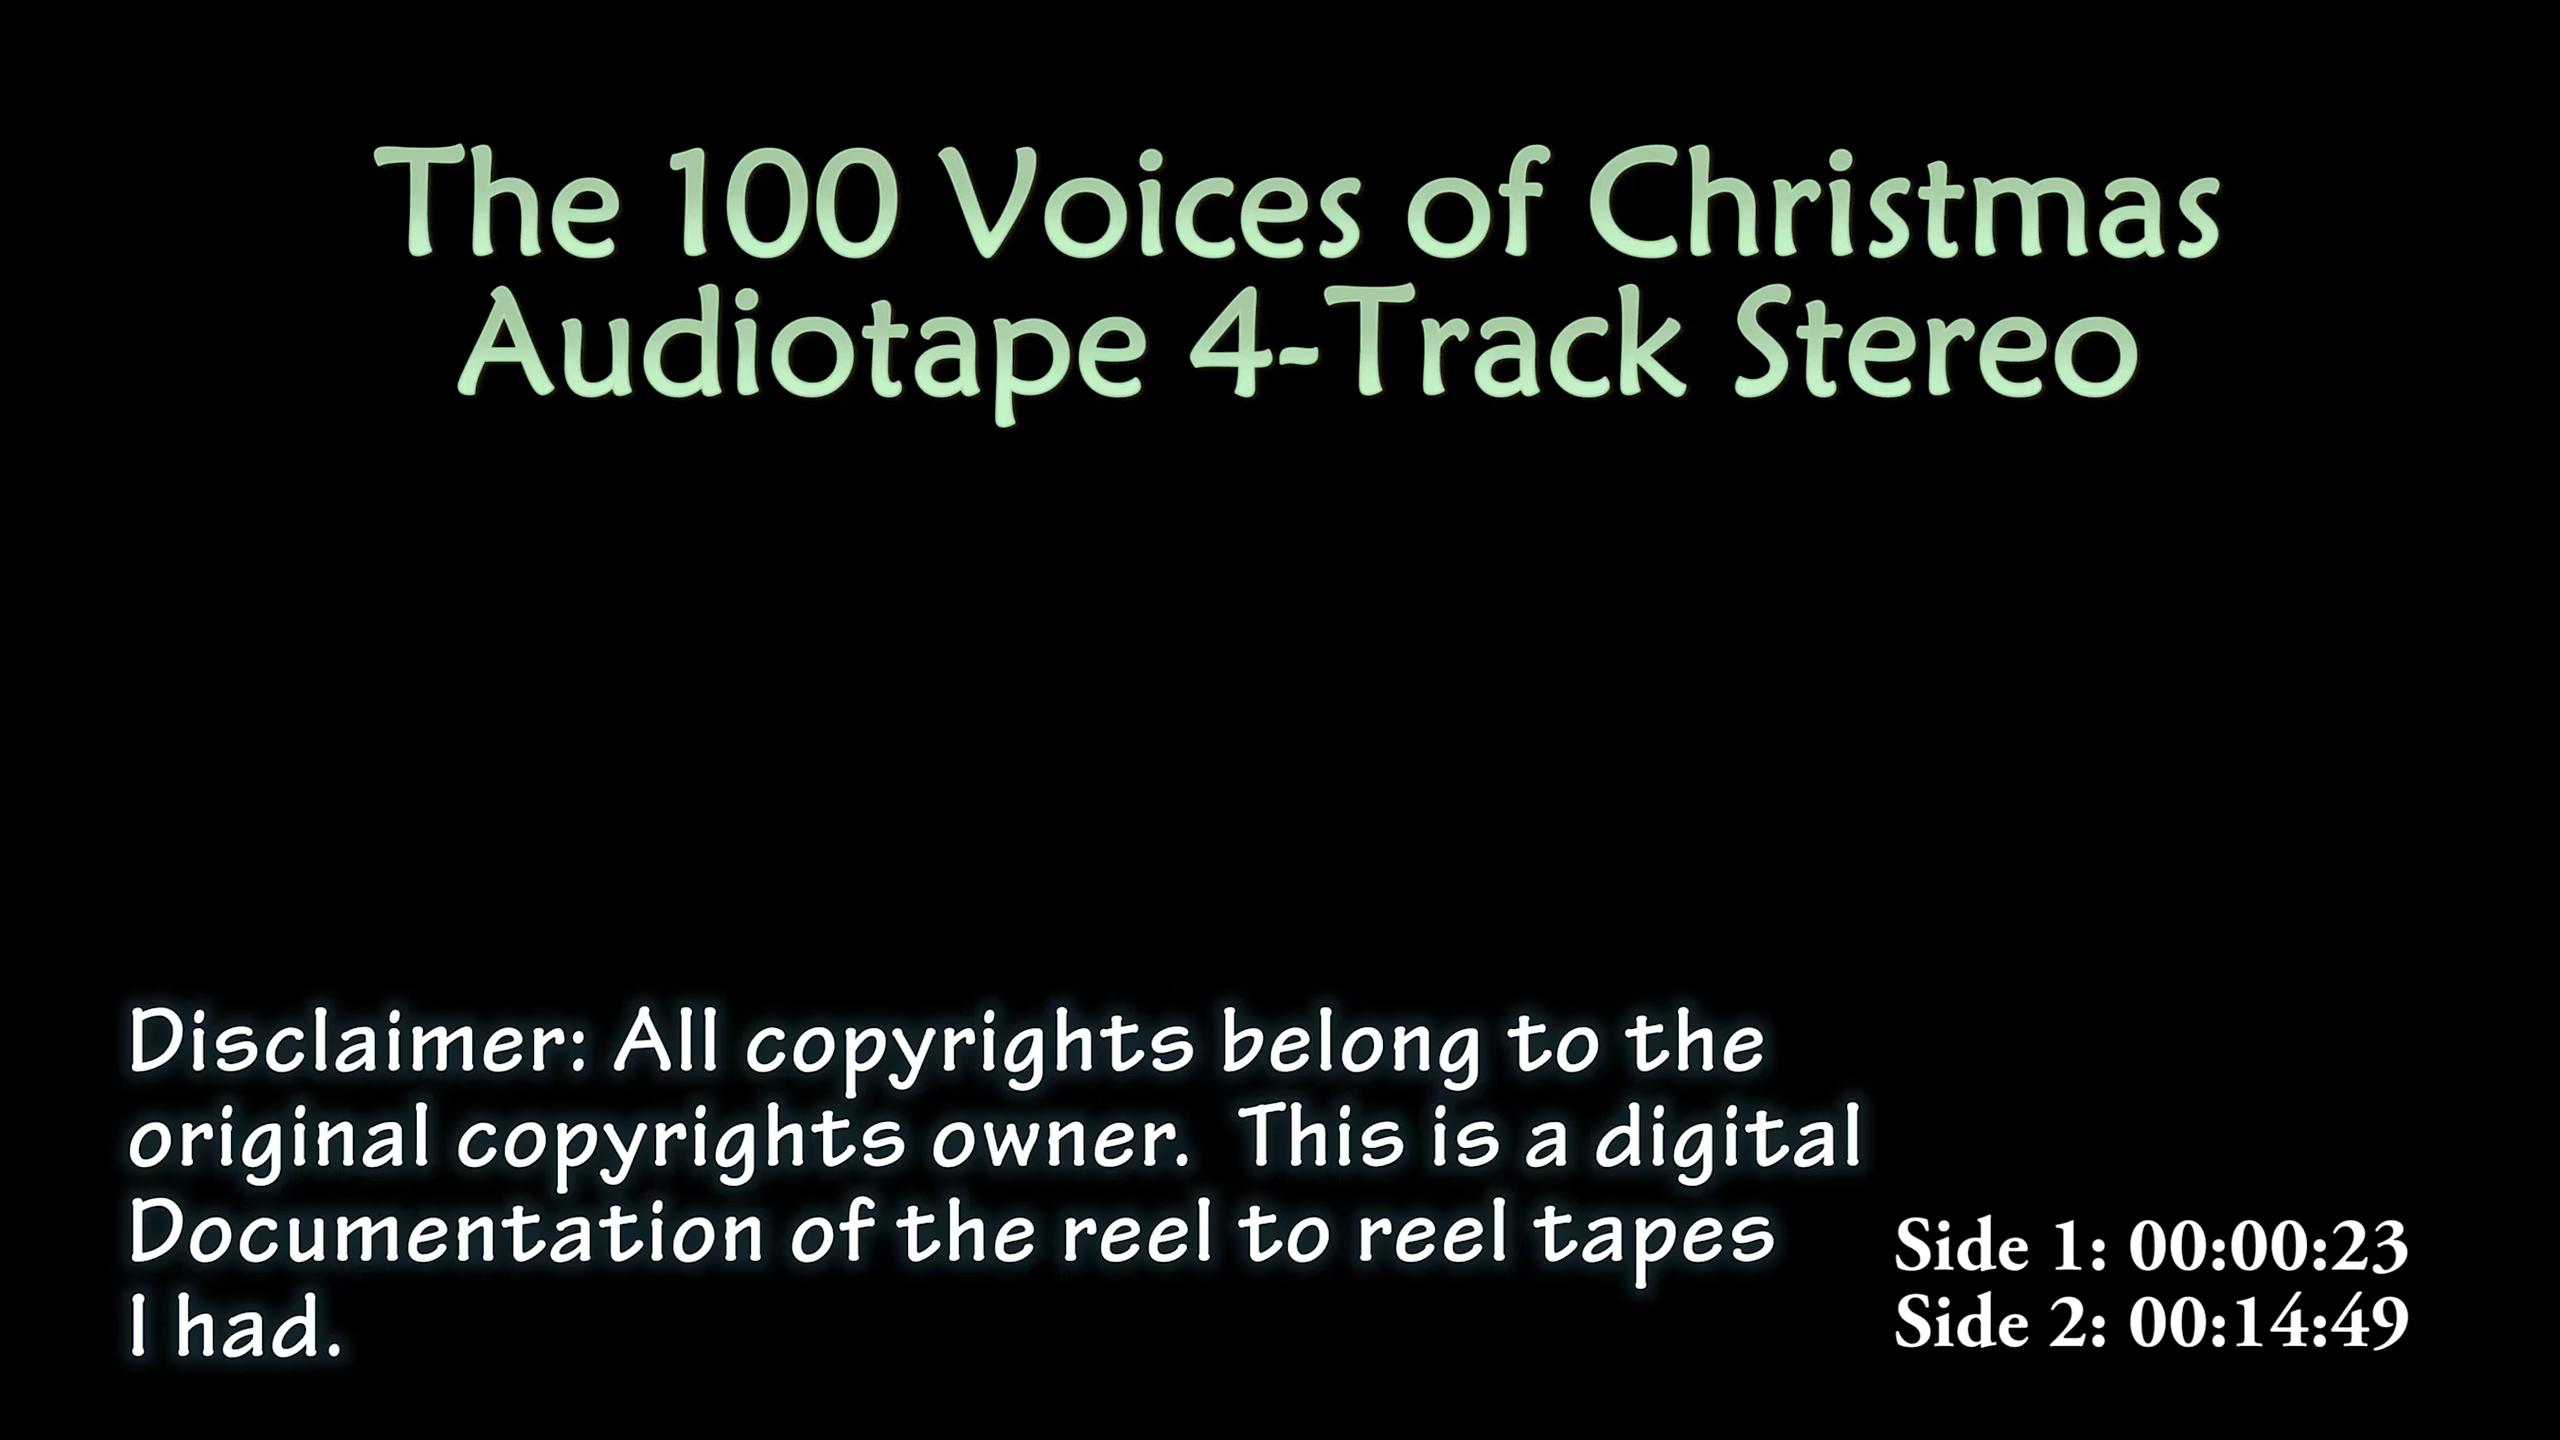 The 100 Voices of Christmas
Audiotape 4-Track Stereo
Disclaimer: All copyrights belong to the
original copyrights owner.  This is a digital
Documentation of the reel to reel tapes
I had.
Side 1: 00:00:23
Side 2: 00:14:49